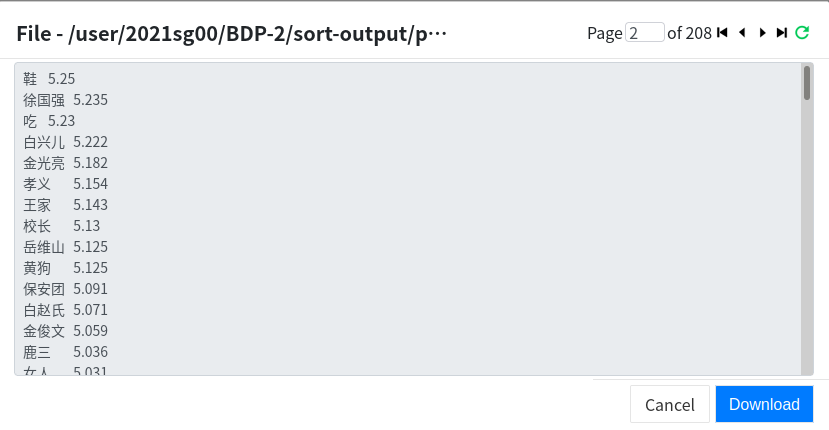 File - /user/2021sg00/BDP-2/sort-output/p···
Page 2 of 208
鞋 5.25
徐国强 5.235
吃 5.23
白兴儿 5.222
金光亮 5.182
孝义 5.154
王家 5.143
校长 5.13
岳维山 5.125
黄狗 5.125
保安团 5.091
白赵氏 5.071
金俊文 5.059
鹿三 5.036
女人 5.031
Cancel Download